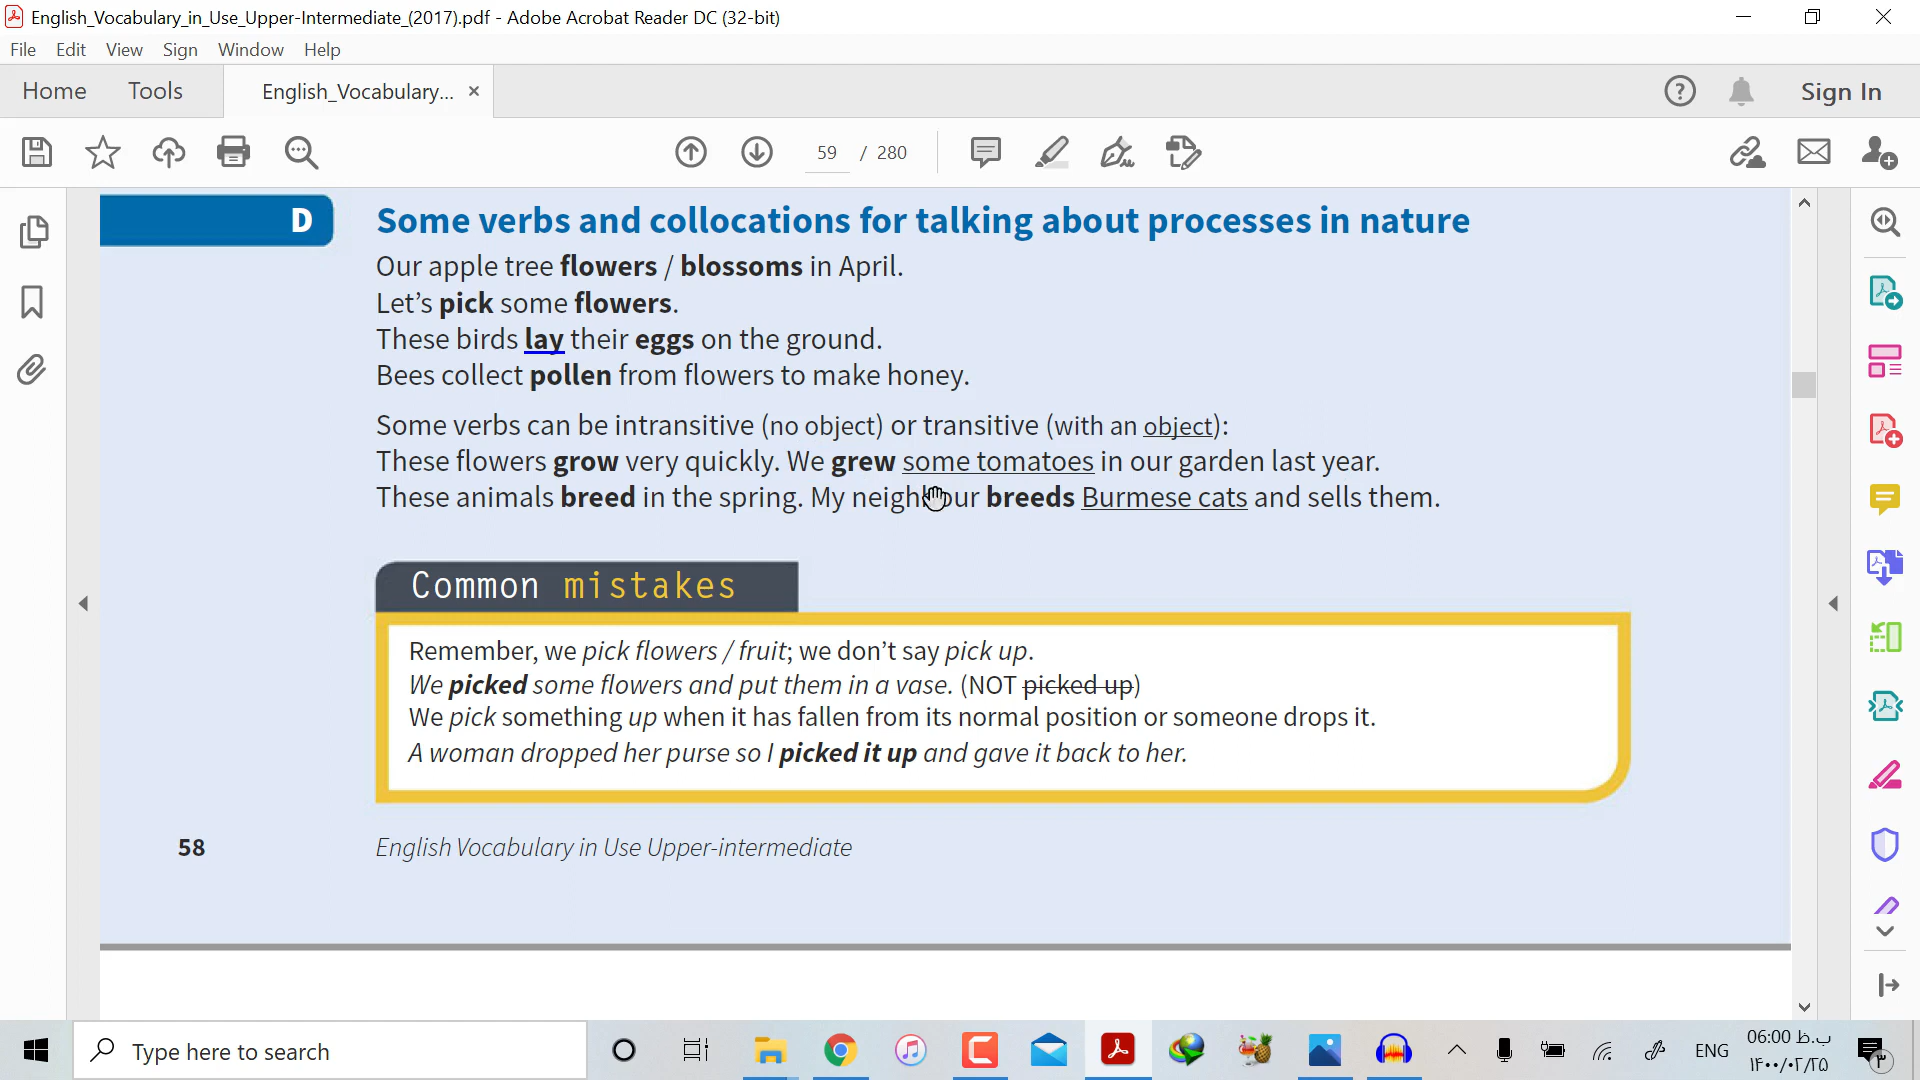 English_Vocabulary_in_Use_Upper-Intermediate_(2017).pdf - Adobe Acrobat Reader DC (32-bit)
File Edit View Sign Window Help
Home Tools English_Vocabulary... × Sign In
59 / 280
D Some verbs and collocations for talking about processes in nature
Our apple tree flowers / blossoms in April.
Let's pick some flowers.
These birds lay their eggs on the ground.
Bees collect pollen from flowers to make honey.
Some verbs can be intransitive (no object) or transitive (with an object):
These flowers grow very quickly. We grew some tomatoes in our garden last year.
These animals breed in the spring. My neighbour breeds Burmese cats and sells them.
Common mistakes
Remember, we pick flowers / fruit; we don't say pick up.
We picked some flowers and put them in a vase. (NOT picked up)
We pick something up when it has fallen from its normal position or someone drops it.
A woman dropped her purse so I picked it up and gave it back to her.
58 English Vocabulary in Use Upper-intermediate
Type here to search
ENG
06:00 ب.ظ
۱۴۰۰/۰۲/۲۵
۳